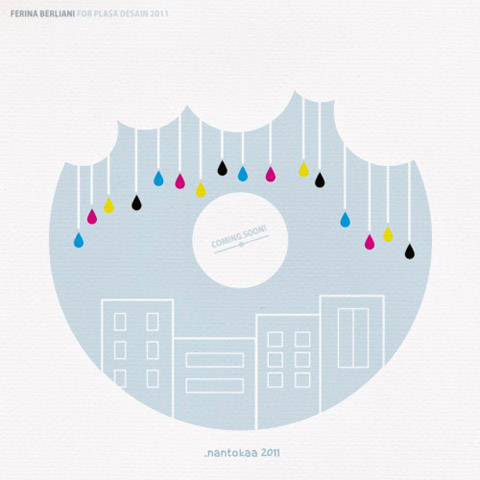 FERINA BERLIANI FOR PLASA DESAIN 2011
COMING SOON!
.nantokaa 2011